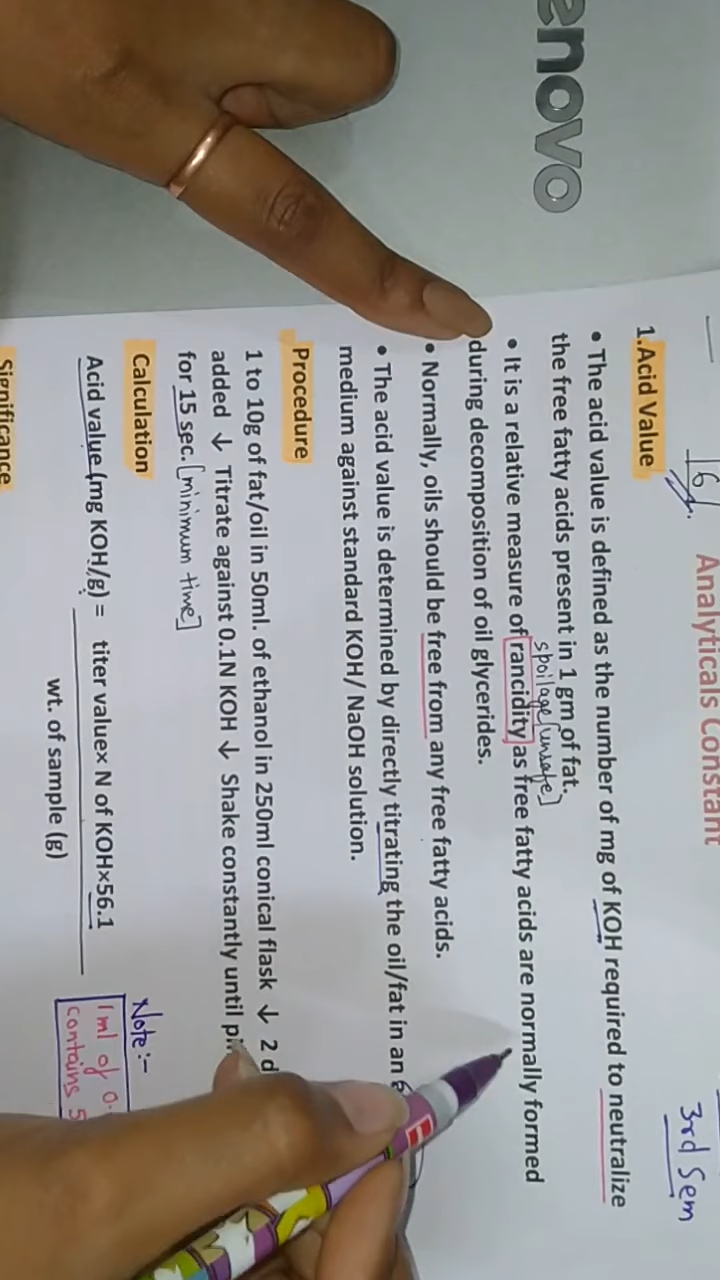 enovo
16/
Analyticals Constant
3rd Sem
1.Acid Value
• The acid value is defined as the number of mg of KOH required to neutralize
the free fatty acids present in 1 gm of fat.
spoilage [unsafe]
• It is a relative measure of rancidity as free fatty acids are normally formed
during decomposition of oil glycerides.
• Normally, oils should be free from any free fatty acids.
• The acid value is determined by directly titrating the oil/fat in an
medium against standard KOH/ NaOH solution.
Procedure
1 to 10g of fat/oil in 50ml. of ethanol in 250ml conical flask ↓ 2 d
added ↓ Titrate against 0.1N KOH ↓ Shake constantly until pi
for 15 sec. [minimum time]
Calculation
Acid value (mg KOH/g) = titer value× N of KOH×56.1
wt. of sample (g)
Note:-
1ml of 0.
contains 5
Significance